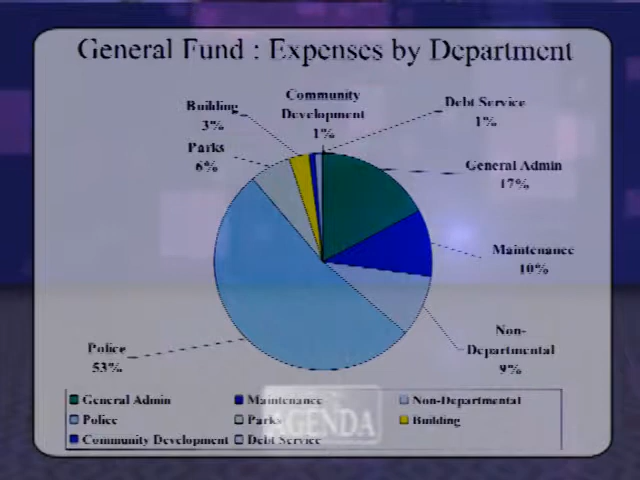 General Fund : Expenses by Department
Community
Development
1%
Building
3%
Debt Service
1%
Parks
6%
General Admin
17%
Maintenance
10%
Non-
Departmental
9%
Police
53%
General Admin
Maintenance
Non-Departmental
Police
Parks
Building
Community Development
Debt Service
AGENDA